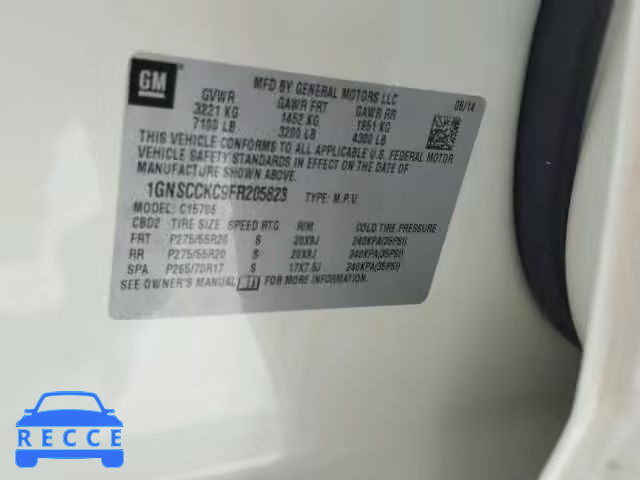 GM
MFD BY GENERAL MOTORS LLC
08/14
GVWR GAWR FRT GAWR RR
3221 KG 1452 KG 1951 KG
7100 LB 3200 LB 4300 LB
THIS VEHICLE CONFORMS TO ALL APPLICABLE U.S. FEDERAL MOTOR
VEHICLE SAFETY STANDARDS IN EFFECT ON THE DATE OF
MANUFACTURE SHOWN ABOVE.
1GNSCCKC9FR205823 TYPE: M.P.V.
MODEL: C15706
CBD2 TIRE SIZE SPEED RTG RIM COLD TIRE PRESSURE
FRT P275/55R20 S 20X9J 240KPA(35PSI)
RR P275/55R20 S 20X9J 240KPA(35PSI)
SPA P265/70R17 S 17X7.5J 240KPA(35PSI)
SEE OWNER'S MANUAL FOR MORE INFORMATION.
RECCE